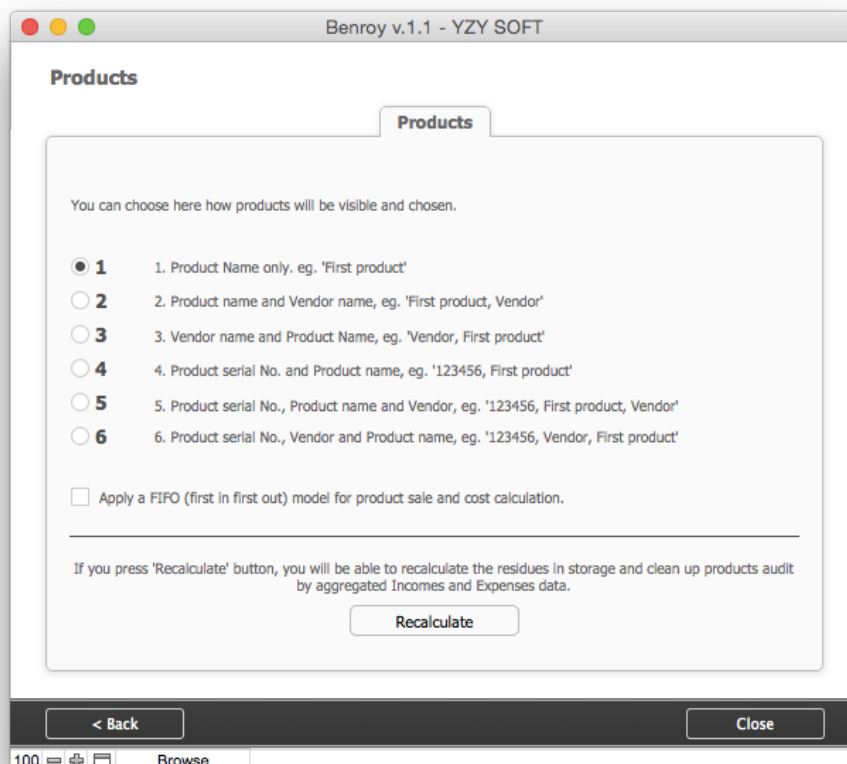 Benroy v.1.1 - YZY SOFT
Products
Products
You can choose here how products will be visible and chosen.
1 1. Product Name only. eg. 'First product'
2 2. Product name and Vendor name, eg. 'First product, Vendor'
3 3. Vendor name and Product Name, eg. 'Vendor, First product'
4 4. Product serial No. and Product name, eg. '123456, First product'
5 5. Product serial No., Product name and Vendor, eg. '123456, First product, Vendor'
6 6. Product serial No., Vendor and Product name, eg. '123456, Vendor, First product'
Apply a FIFO (first in first out) model for product sale and cost calculation.
If you press 'Recalculate' button, you will be able to recalculate the residues in storage and clean up products audit
by aggregated Incomes and Expenses data.
Recalculate
< Back Close
100 Browse